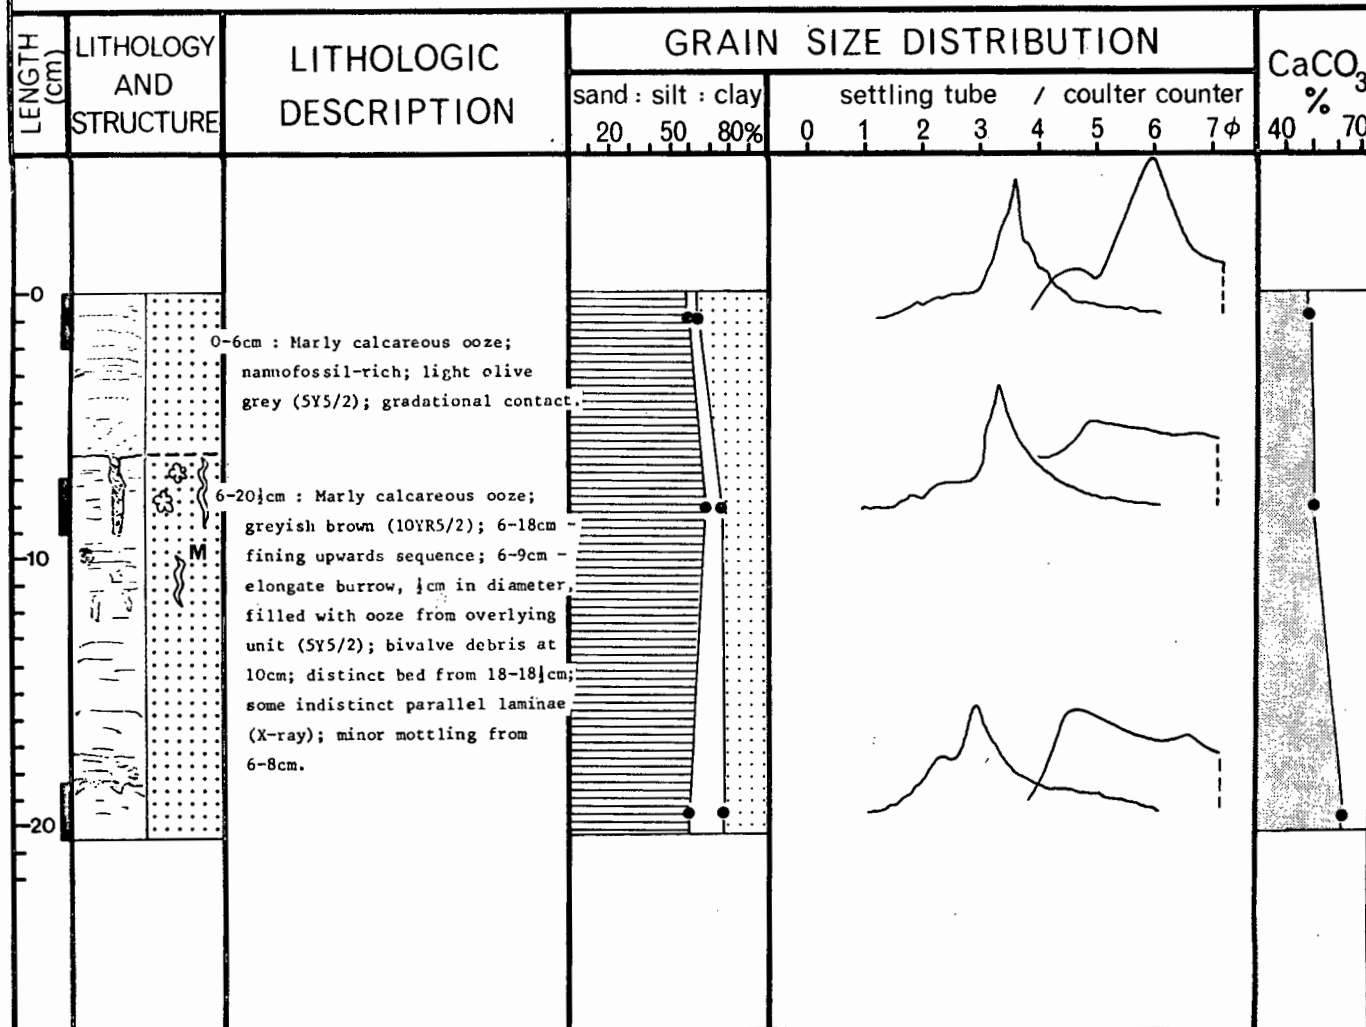 LENGTH
(cm)
LITHOLOGY
AND
STRUCTURE
LITHOLOGIC
DESCRIPTION
GRAIN SIZE DISTRIBUTION
sand : silt : clay
20 50 80%
settling tube / coulter counter
0 1 2 3 4 5 6 7 ϕ
CaCO3
%
40 70
0
10
20
M
0-6cm : Marly calcareous ooze;
nannofossil-rich; light olive
grey (5Y5/2); gradational contact.
6-20½cm : Marly calcareous ooze;
greyish brown (10YR5/2); 6-18cm -
fining upwards sequence; 6-9cm -
elongate burrow, ½cm in diameter,
filled with ooze from overlying
unit (5Y5/2); bivalve debris at
10cm; distinct bed from 18-18½cm;
some indistinct parallel laminae
(X-ray); minor mottling from
6-8cm.